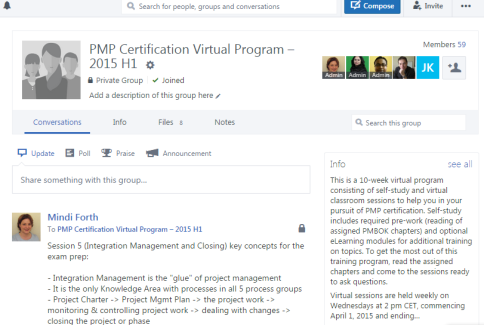 Search for people, groups and conversations
Compose
Invite
PMP Certification Virtual Program –
2015 H1
Private Group ✓ Joined
Add a description of this group here
Members 59
Admin Admin Admin JK
Conversations Info Files 8 Notes
Search this group
Update Poll Praise Announcement
Share something with this group...
Mindi Forth
To PMP Certification Virtual Program – 2015 H1
Session 5 (Integration Management and Closing) key concepts for the
exam prep:
- Integration Management is the "glue" of project management
- It is the only Knowledge Area with processes in all 5 process groups
- Project Charter -> Project Mgmt Plan -> the project work ->
monitoring & controlling project work -> dealing with changes ->
closing the project or phase
Info see all
This is a 10-week virtual program
consisting of self-study and virtual
classroom sessions to help you in your
pursuit of PMP certification. Self-study
includes required pre-work (reading of
assigned PMBOK chapters) and optional
eLearning modules for additional training
on topics. To get the most out of this
training program, read the assigned
chapters and come to the sessions ready
to ask questions.
Virtual sessions are held weekly on
Wednesdays at 2 pm CET, commencing
April 1, 2015 and ending...